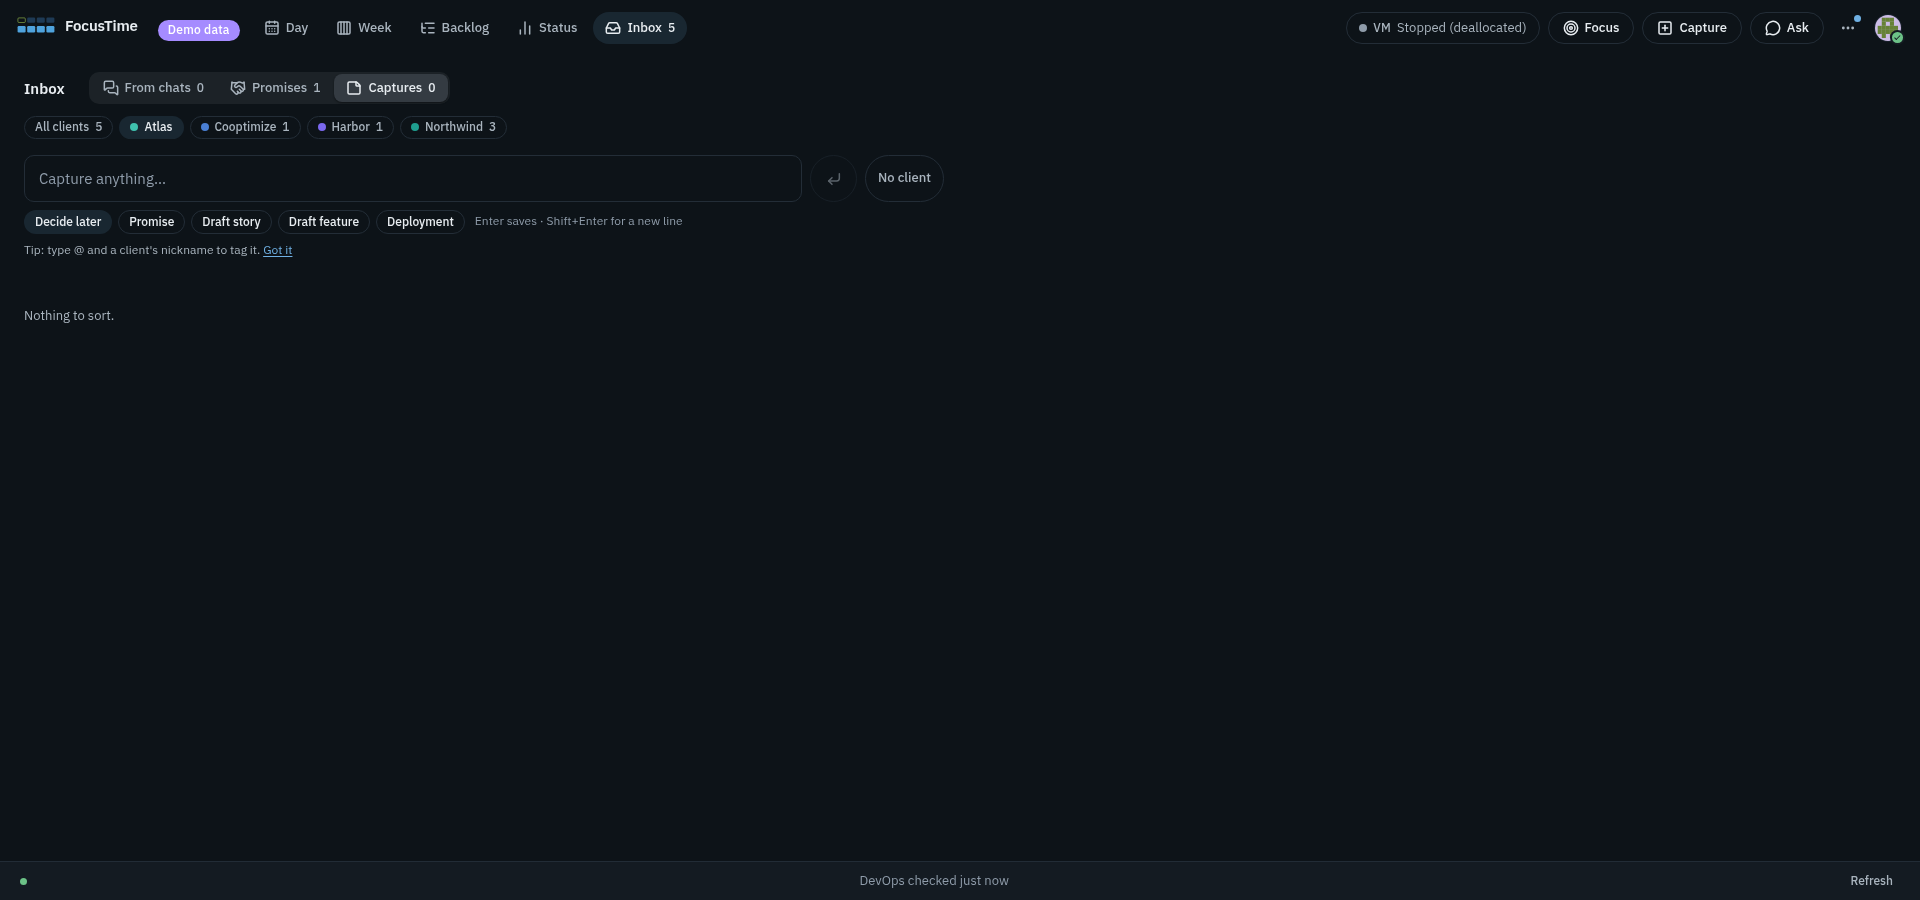 FocusTime
Demo data
Day
Week
Backlog
Status
Inbox 5
VM Stopped (deallocated)
Focus
Capture
Ask
Inbox
From chats 0
Promises 1
Captures 0
All clients 5
Atlas
Cooptimize 1
Harbor 1
Northwind 3
Capture anything...
No client
Decide later
Promise
Draft story
Draft feature
Deployment
Enter saves · Shift+Enter for a new line
Tip: type @ and a client's nickname to tag it. Got it
Nothing to sort.
DevOps checked just now
Refresh